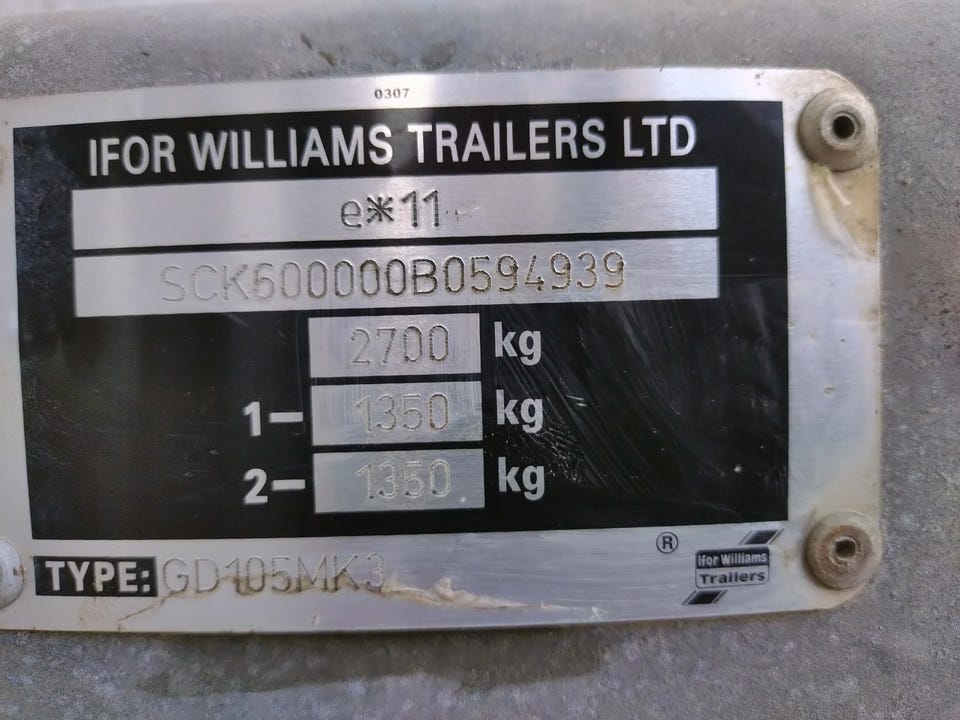 0307
IFOR WILLIAMS TRAILERS LTD
e*11
SCK600000B0594939
2700 kg
1- 1350 kg
2- 1350 kg
TYPE: GD105MK3
®
Ifor Williams
Trailers